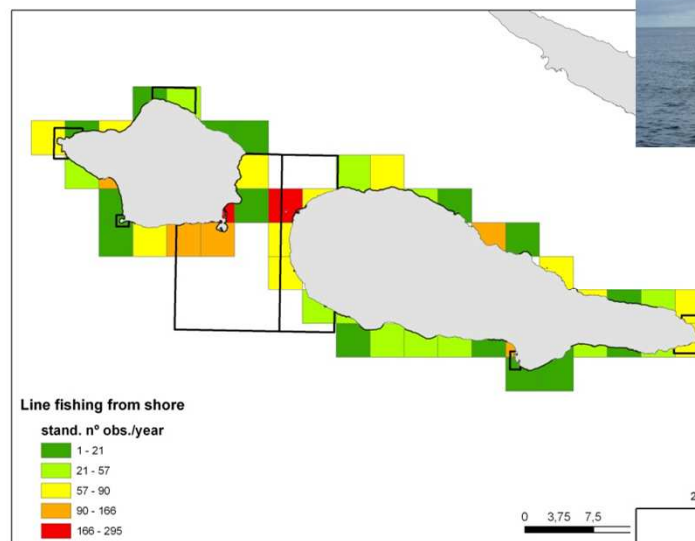 Line fishing from shore
stand. nº obs./year
1 - 21
21 - 57
57 - 90
90 - 166
166 - 295
0 3,75 7,5
2